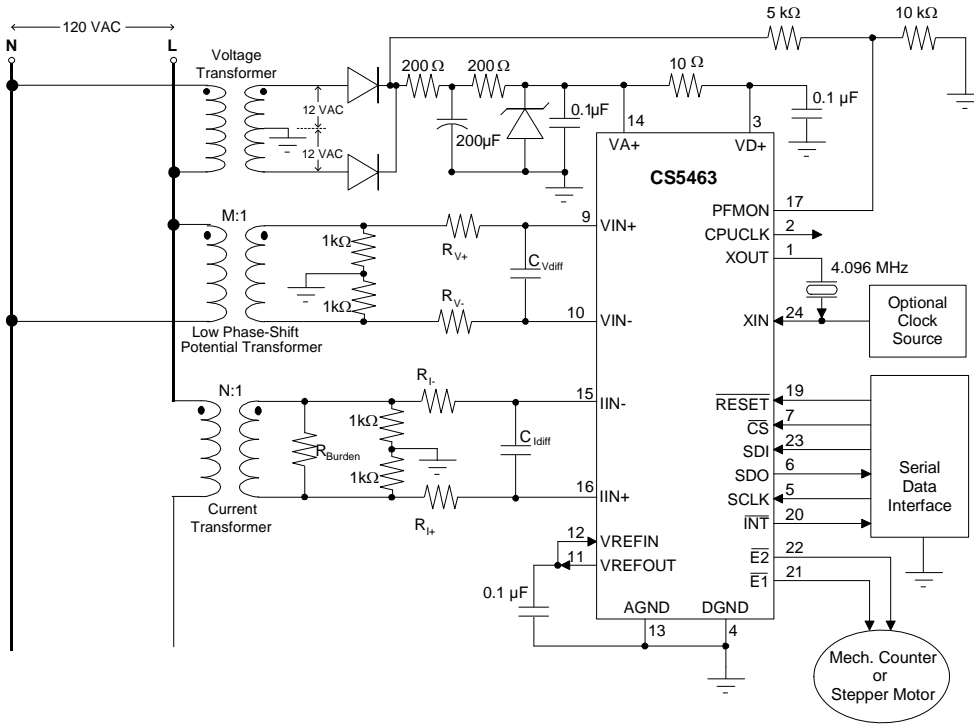 120 VAC
N
L
Voltage
Transformer
12 VAC
12 VAC
200 Ω
200 Ω
200µF
0.1µF
5 kΩ
10 kΩ
10 Ω
0.1 µF
14
VA+
3
VD+
CS5463
PFMON
17
CPUCLK
2
XOUT
1
4.096 MHz
XIN
24
Optional
Clock
Source
M:1
1kΩ
1kΩ
RV+
RV-
CVdiff
9
VIN+
10
VIN-
Low Phase-Shift
Potential Transformer
N:1
RBurden
1kΩ
1kΩ
RI-
RI+
CIdiff
15
IIN-
16
IIN+
Current
Transformer
RESET
19
CS
7
SDI
23
SDO
6
SCLK
5
INT
20
Serial
Data
Interface
E2
22
E1
21
12
VREFIN
11
VREFOUT
0.1 µF
AGND
13
DGND
4
Mech. Counter
or
Stepper Motor